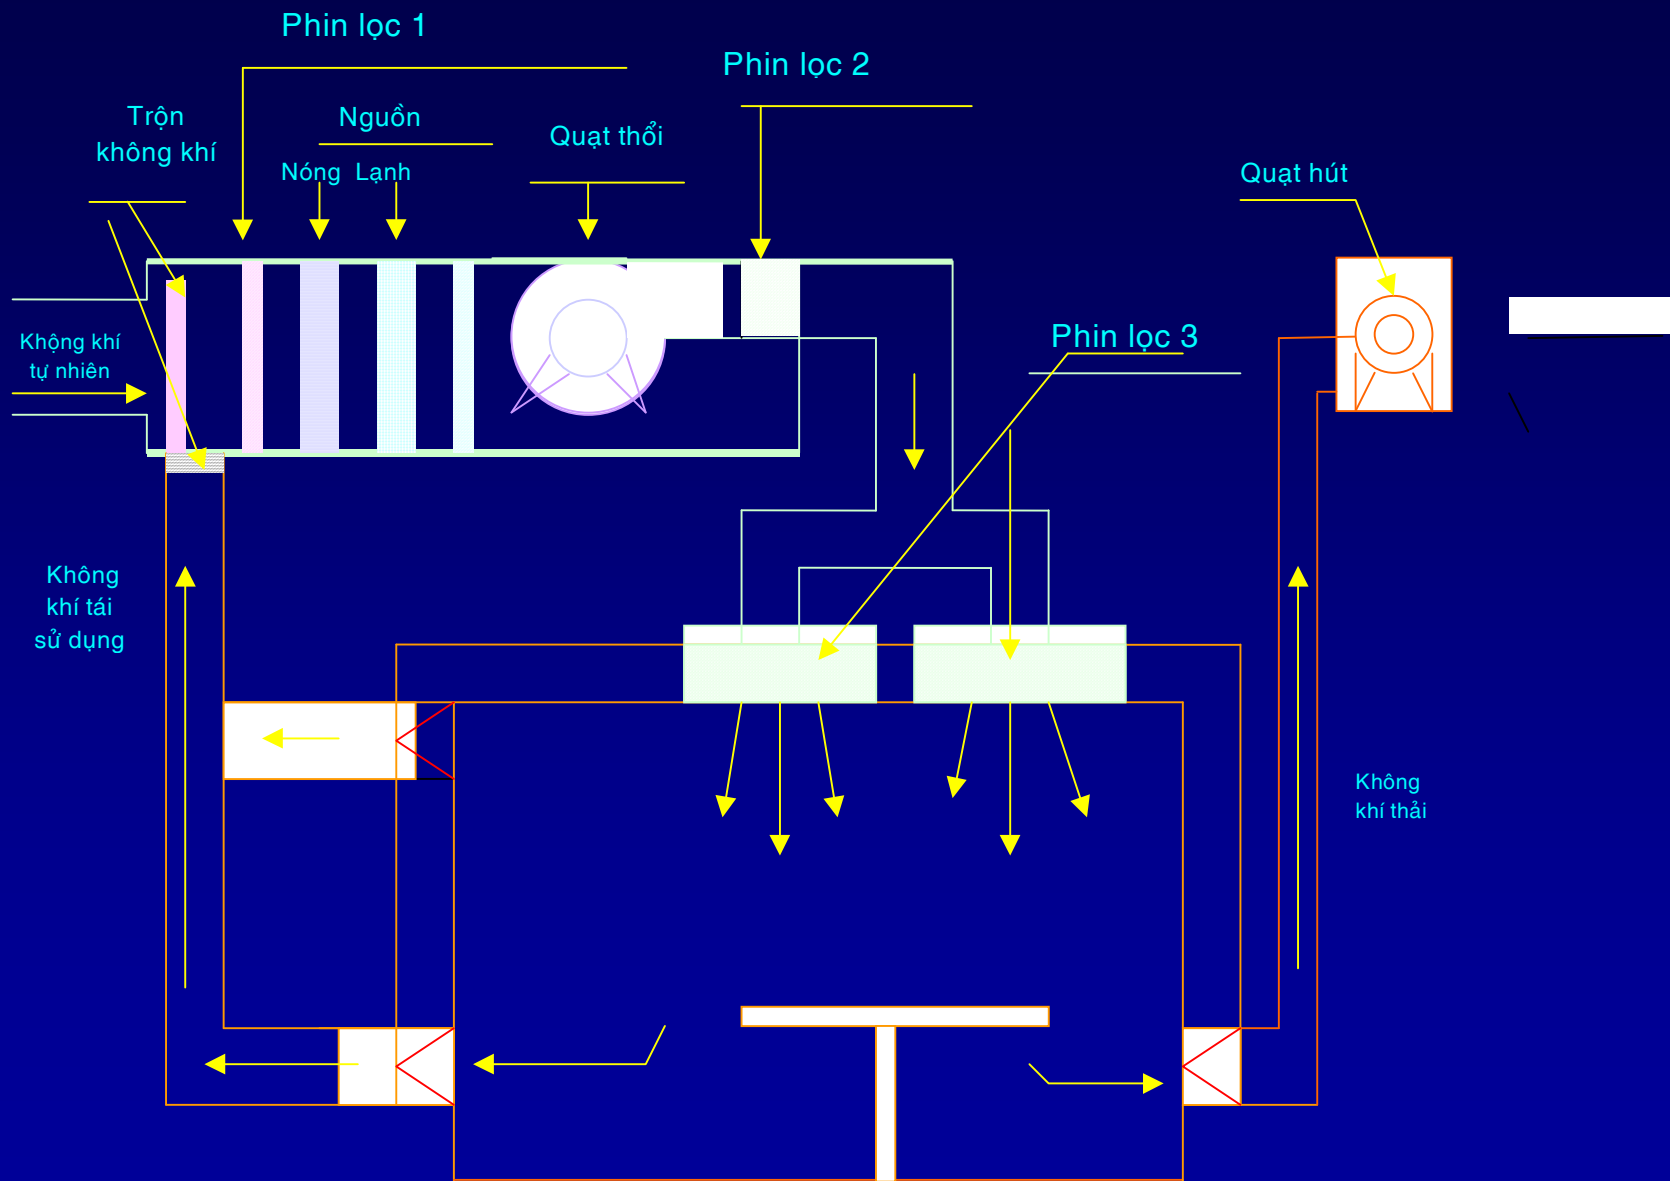 Phin lọc 1
Phin lọc 2
Trộn
không khí
Nguồn
Nóng Lạnh
Quạt thổi
Quạt hút
Khộng khí
tự nhiên
Phin lọc 3
Không
khí tái
sử dụng
Không
khí thải